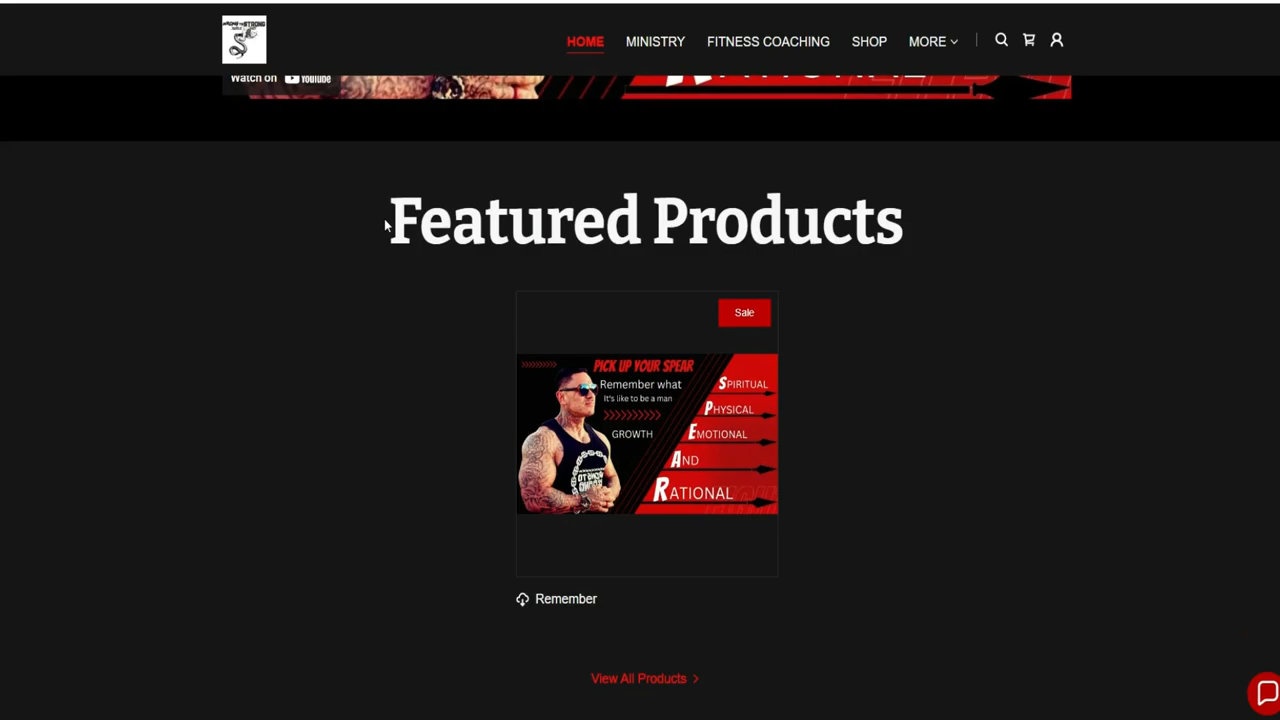 HOME MINISTRY FITNESS COACHING SHOP MORE
Watch on YouTube
Featured Products
Sale
PICK UP YOUR SPEAR
Remember what
It's like to be a man
GROWTH
SPIRITUAL
PHYSICAL
EMOTIONAL
AND
RATIONAL
Remember
View All Products